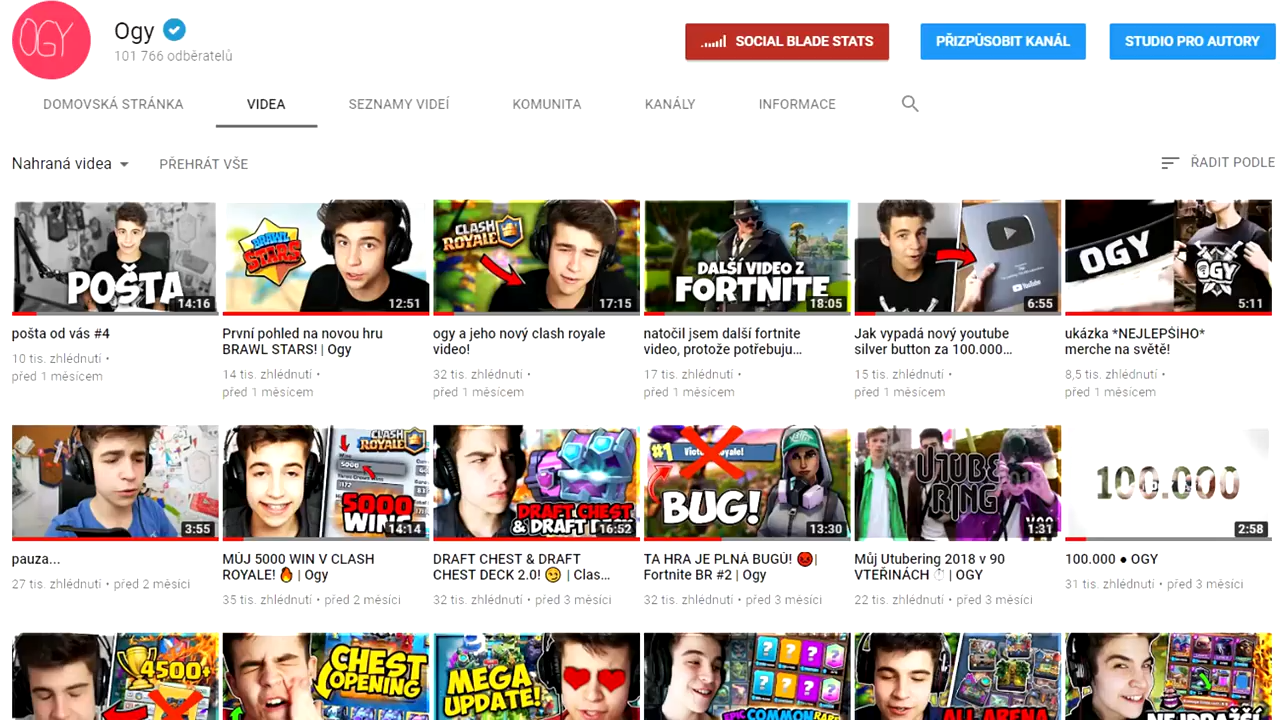 OGY
Ogy
101 766 odběratelů
SOCIAL BLADE STATS
PŘIZPŮSOBIT KANÁL
STUDIO PRO AUTORY
DOMOVSKÁ STRÁNKA
VIDEA
SEZNAMY VIDEÍ
KOMUNITA
KANÁLY
INFORMACE
Nahraná videa
PŘEHRÁT VŠE
ŘADIT PODLE
POŠTA
14:16
BRAWL
STARS
12:51
CLASH
ROYALE
17:15
DALŠÍ VIDEO Z
FORTNITE
18:05
YouTube
6:55
OGY
OGY
5:11
pošta od vás #4
10 tis. zhlédnutí •
před 1 měsícem
První pohled na novou hru
BRAWL STARS! | Ogy
14 tis. zhlédnutí •
před 1 měsícem
ogy a jeho nový clash royale
video!
32 tis. zhlédnutí •
před 1 měsícem
natočil jsem další fortnite
video, protože potřebuju...
17 tis. zhlédnutí •
před 1 měsícem
Jak vypadá nový youtube
silver button za 100.000...
15 tis. zhlédnutí •
před 1 měsícem
ukázka *NEJLEPŠÍHO*
merche na světě!
8,5 tis. zhlédnutí •
před 1 měsícem
3:55
CLASH
ROYALE
5000
5000
WINS
14:14
DRAFT CHEST
& DRAFT
16:52
#1
BUG!
13:30
UTUBE
RING
1:31
100.000
2:58
pauza...
27 tis. zhlédnutí • před 2 měsíci
MŮJ 5000 WIN V CLASH
ROYALE! 🔥 | Ogy
35 tis. zhlédnutí • před 2 měsíci
DRAFT CHEST & DRAFT
CHEST DECK 2.0! 😏 | Clas...
32 tis. zhlédnutí • před 3 měsíci
TA HRA JE PLNÁ BUGŮ! 😡|
Fortnite BR #2 | Ogy
32 tis. zhlédnutí • před 3 měsíci
Můj Utubering 2018 v 90
VTEŘINÁCH ⏱ | OGY
22 tis. zhlédnutí • před 3 měsíci
100.000 ● OGY
31 tis. zhlédnutí • před 3 měsíci
4500+
CHEST
OPENING
MEGA
UPDATE!
EPIC COMMON RARE
ALL ARENA